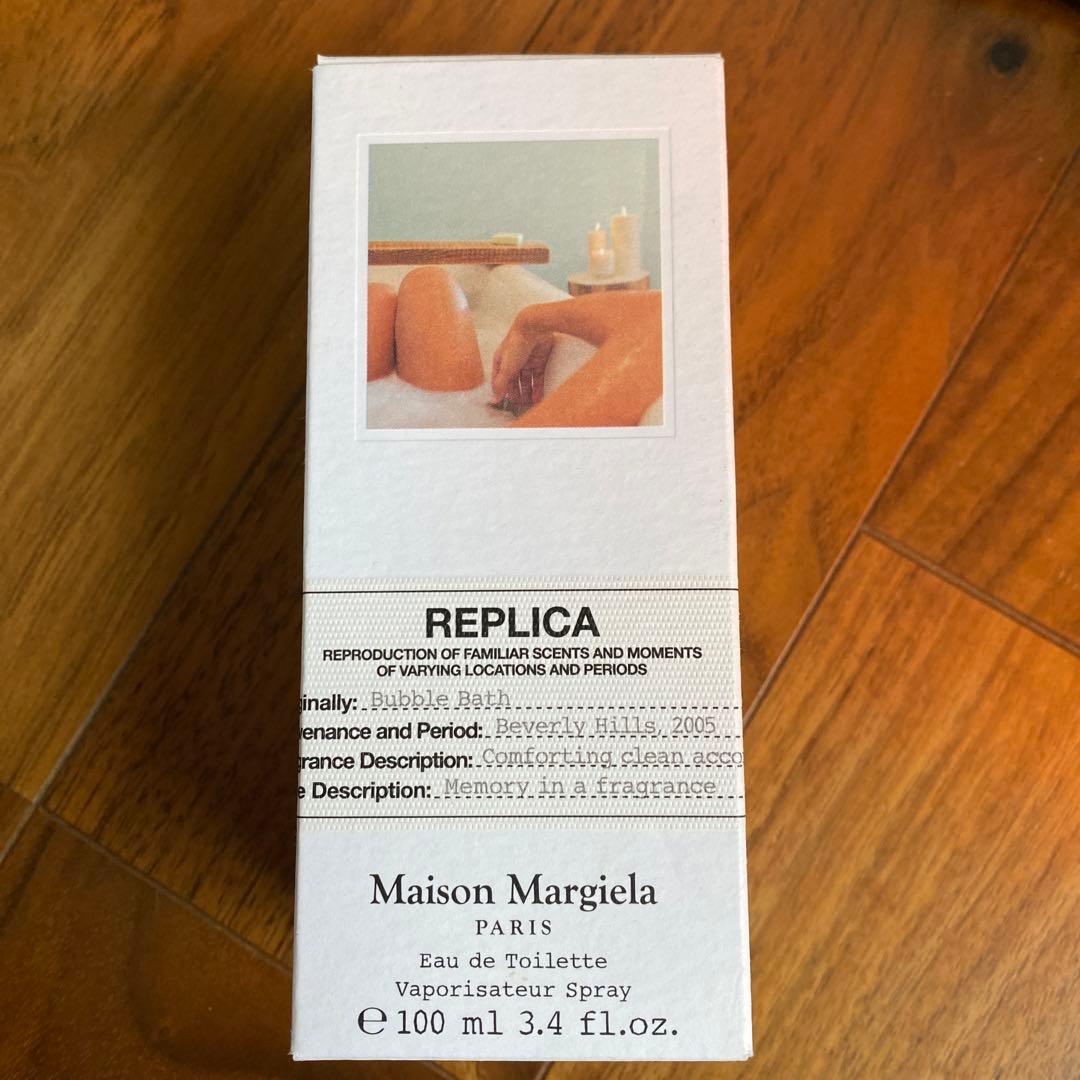 REPLICA
REPRODUCTION OF FAMILIAR SCENTS AND MOMENTS
OF VARYING LOCATIONS AND PERIODS
inally: Bubble Bath
enance and Period: Beverly Hills, 2005
grance Description: Comforting clean acco
e Description: Memory in a fragrance
Maison Margiela
PARIS
Eau de Toilette
Vaporisateur Spray
℮ 100 ml 3.4 fl.oz.